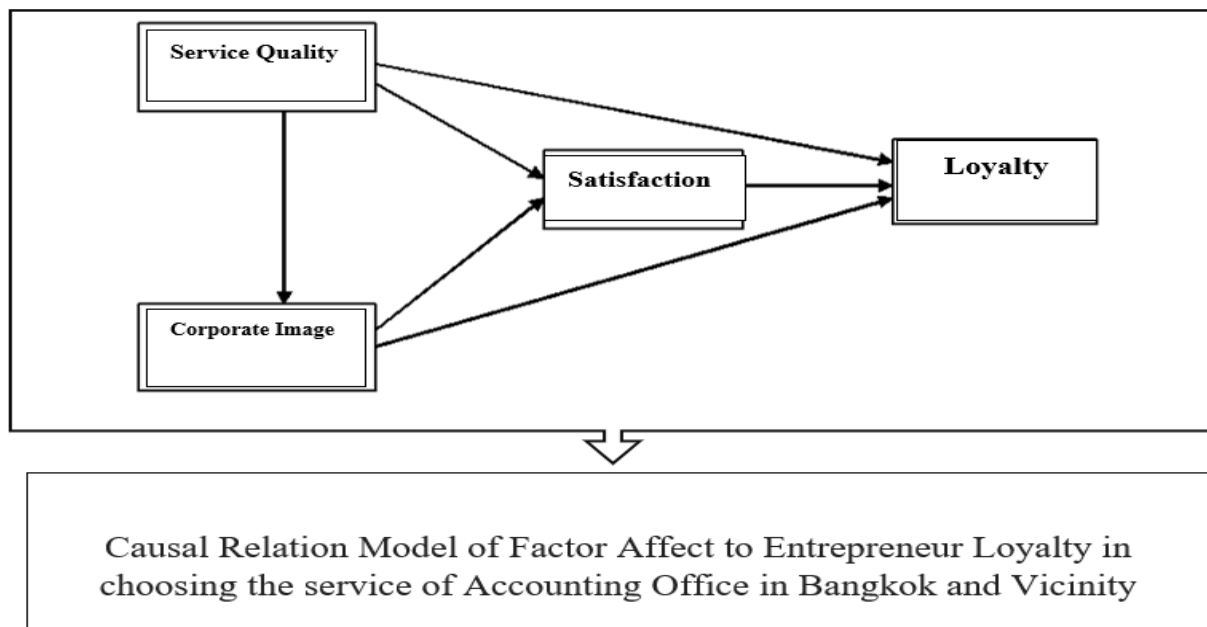 Service Quality
Satisfaction
Loyalty
Corporate Image
Causal Relation Model of Factor Affect to Entrepreneur Loyalty in
choosing the service of Accounting Office in Bangkok and Vicinity